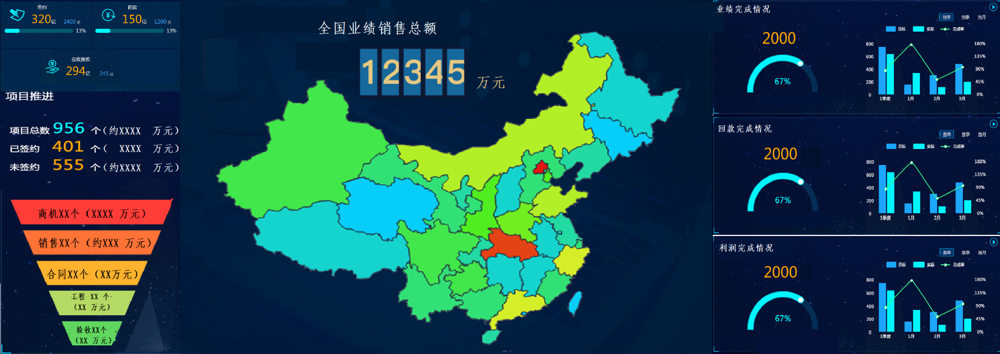 签约
320亿 2400 亿
13%
回款
150亿 1200 亿
13%
应收账款
294亿 245 亿
项目推进
项目总数 956 个(约XXXX 万元)
已签约 401 个( XXXX 万元)
未签约 555 个(约XXXX 万元)
商机XX个（XXXX 万元）
销售XX个（约XXX 万元）
合同XX个（XX万元）
工程 XX 个
（XX 万元）
验收XX个
（XX 万元）
全国业绩销售总额
12345 万元
业绩完成情况
当年 当季 当月
2000
67%
目标 实际 完成率
800 180%
600 135%
400 90%
200 45%
0 0%
1季度 1月 2月 3月
回款完成情况
当年 当季 当月
2000
67%
目标 实际 完成率
800 180%
600 135%
400 90%
200 45%
0 0%
1季度 1月 2月 3月
利润完成情况
当年 当季 当月
2000
67%
目标 实际 完成率
800 180%
600 135%
400 90%
200 45%
0 0%
1季度 1月 2月 3月